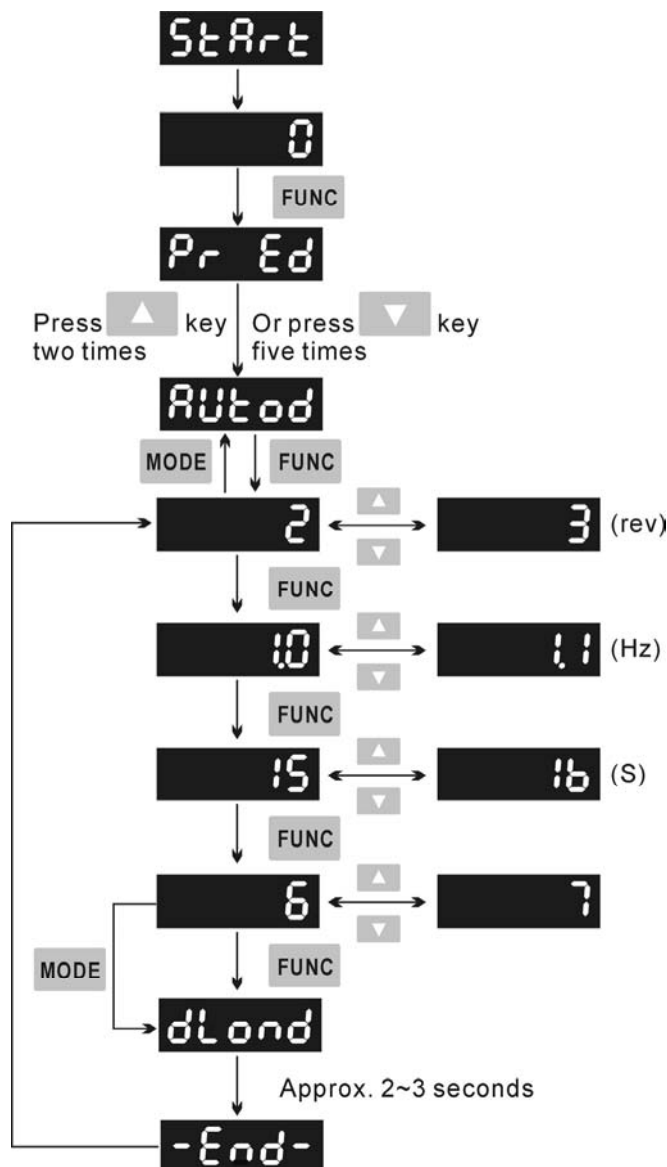 StArt
0
FUNC
Pr Ed
Press ▲ key Or press ▼ key
two times five times
AUtod
MODE FUNC
2 ▲ ▼ 3 (rev)
FUNC
1.0 ▲ ▼ 1.1 (Hz)
FUNC
15 ▲ ▼ 16 (S)
FUNC
6 ▲ ▼ 7
MODE FUNC
dLond
Approx. 2~3 seconds
-End-